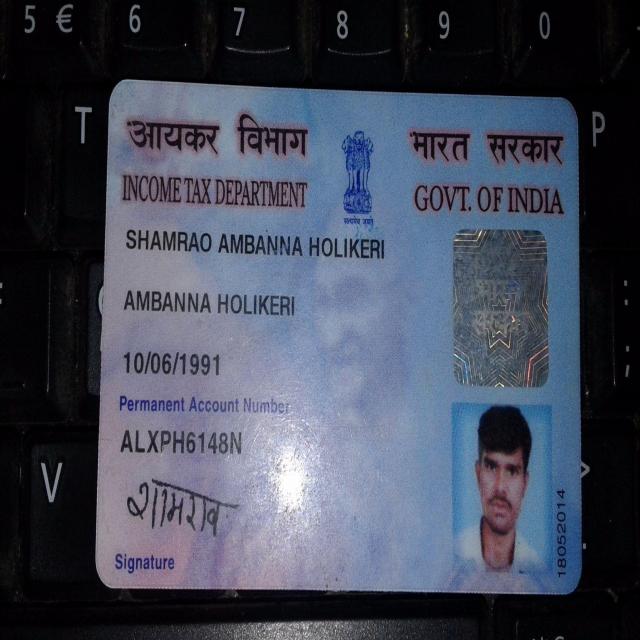 5 € 6 7 8 9 0
T
P
V
आयकर विभाग
INCOME TAX DEPARTMENT
भारत सरकार
GOVT. OF INDIA
सत्यमेव जयते
SHAMRAO AMBANNA HOLIKERI
AMBANNA HOLIKERI
10/06/1991
Permanent Account Number
ALXPH6148N
शामराव
Signature
18052014